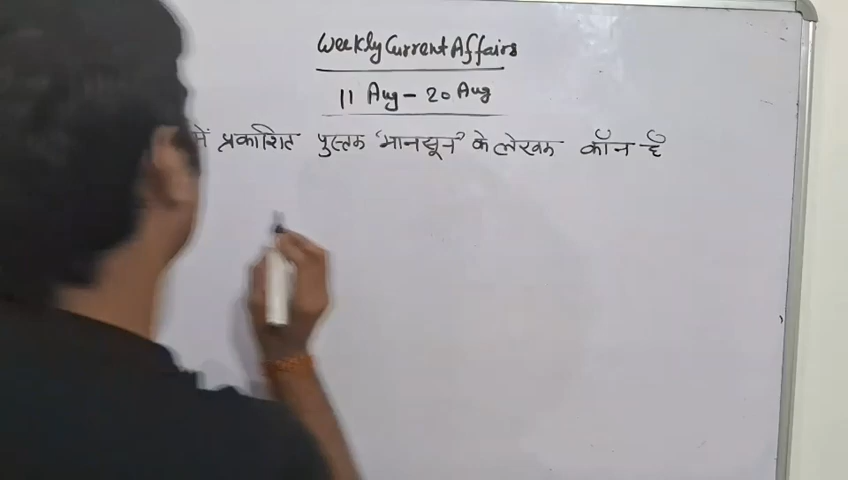 Weekly Current Affairs
11 Aug - 20 Aug
में प्रकाशित पुस्तक "मानसून" के लेखक कौन है